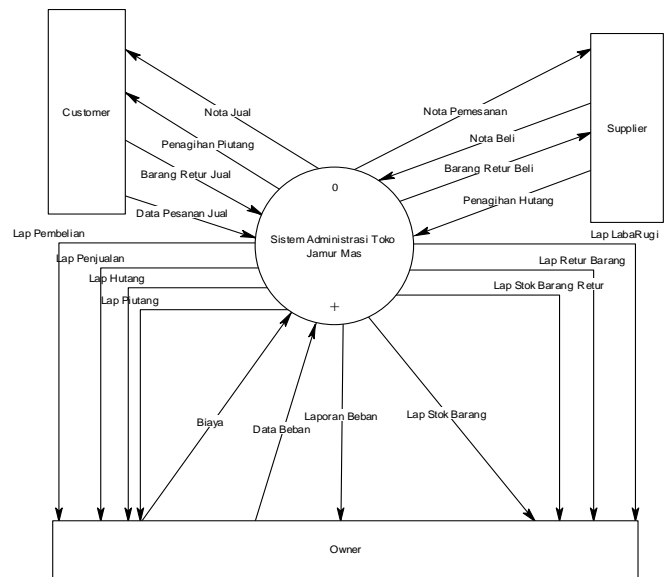 Customer
Supplier
Nota Jual
Penagihan Piutang
Barang Retur Jual
Data Pesanan Jual
Nota Pemesanan
Nota Beli
Barang Retur Beli
Penagihan Hutang
0
Sistem Administrasi Toko
Jamur Mas
+
Lap Pembelian
Lap Penjualan
Lap Hutang
Lap Piutang
Lap LabaRugi
Lap Retur Barang
Lap Stok Barang Retur
Biaya
Data Beban
Laporan Beban
Lap Stok Barang
Owner